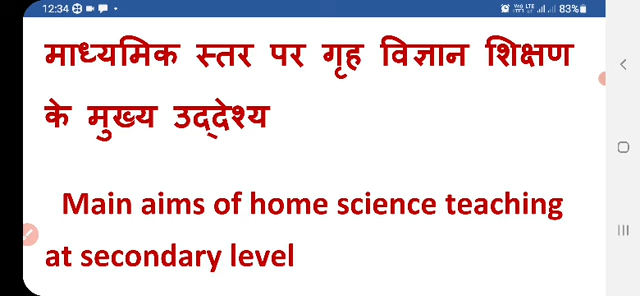 12:34 83%
माध्यमिक स्तर पर गृह विज्ञान शिक्षण
के मुख्य उद्देश्य
Main aims of home science teaching
at secondary level